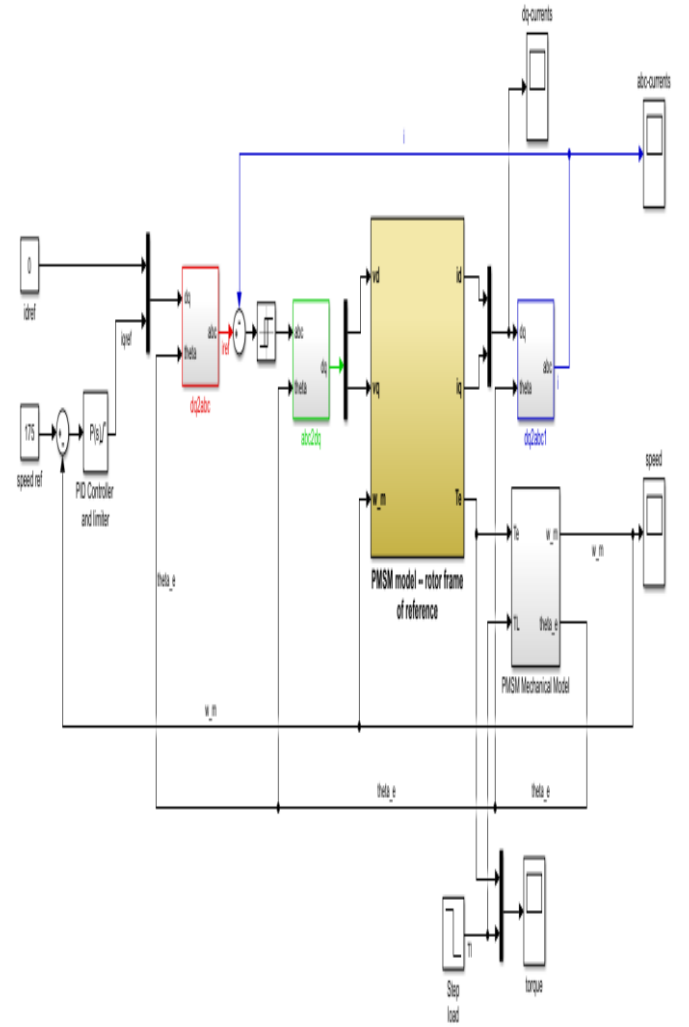 dq-currents
abc-currents
i
0
idref
iqref
dq
abc
theta
iref
dq2abc
abc
dq
theta
abc2dq
vd
id
vq
iq
w_m
Te
PMSM model – rotor frame
of reference
dq
abc
theta
i
dq2abc1
175
speed ref
PID Controller
and limiter
speed
Te
w_m
TL
theta_e
PMSM Mechanical Model
w_m
theta_e
w_m
theta_e
theta_e
Tl
Step
load
torque